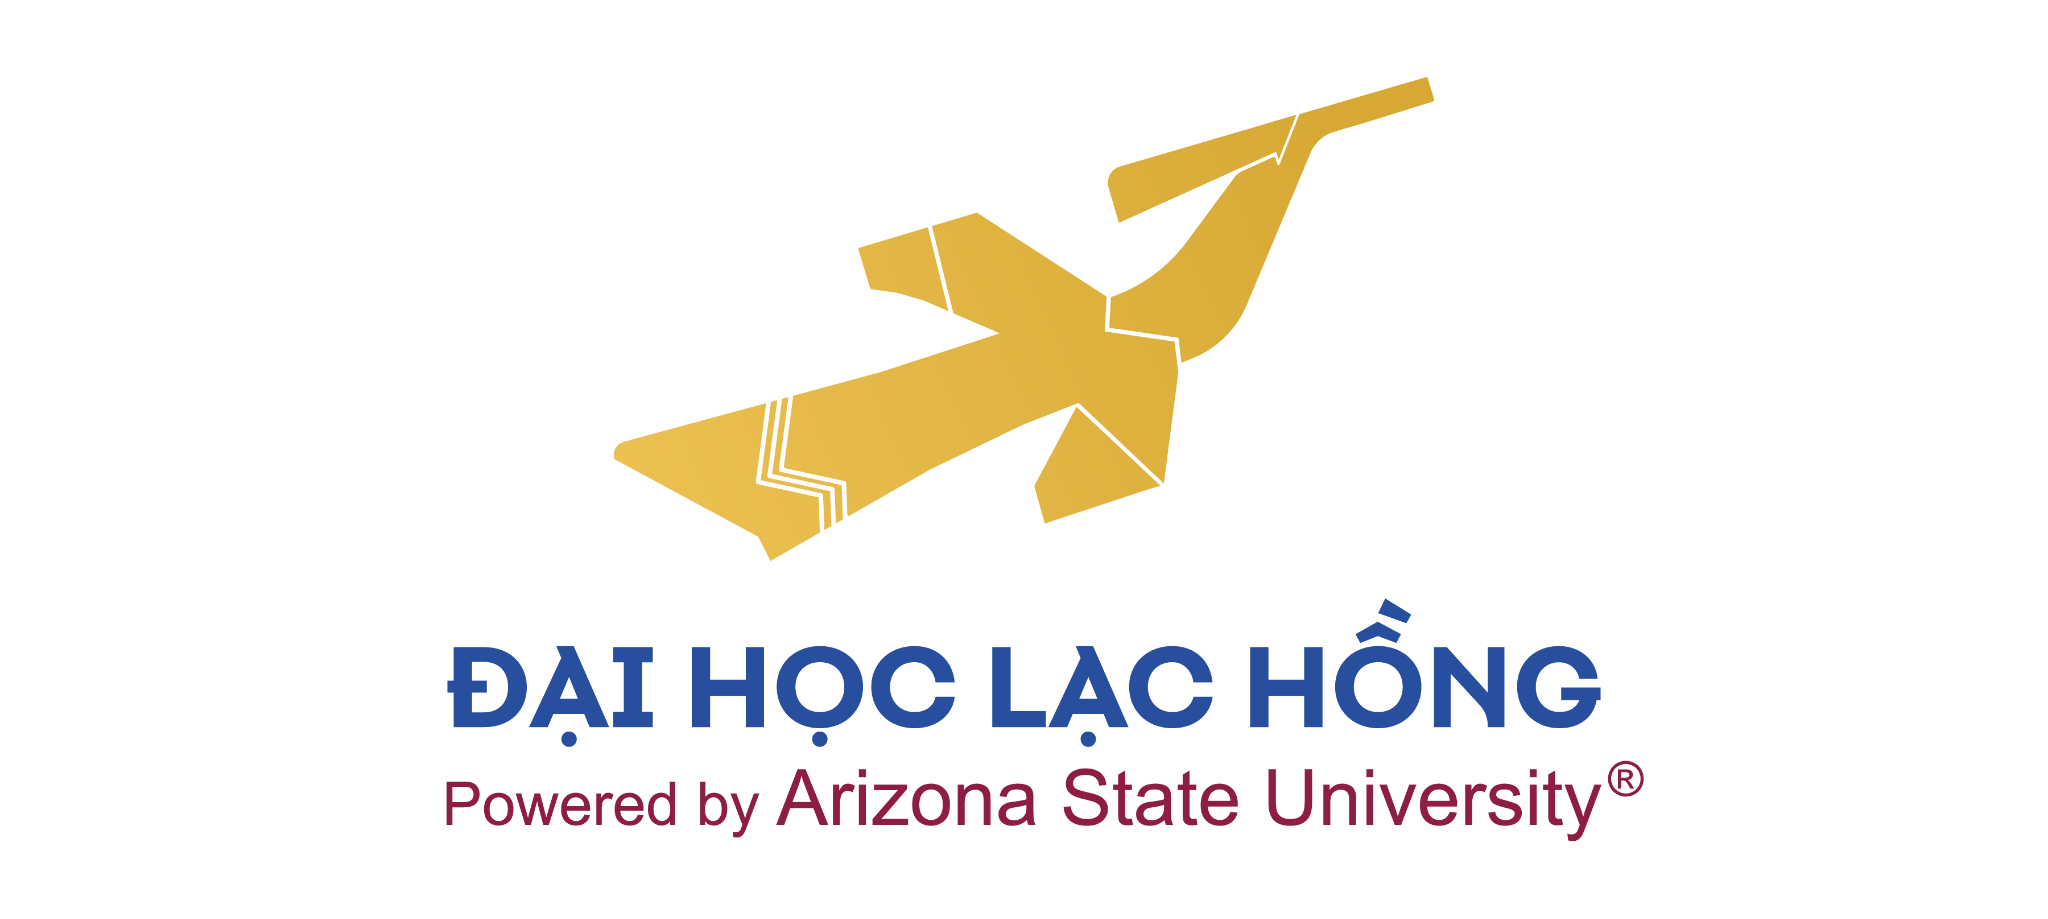 ĐẠI HỌC LẠC HỒNG
Powered by Arizona State University®